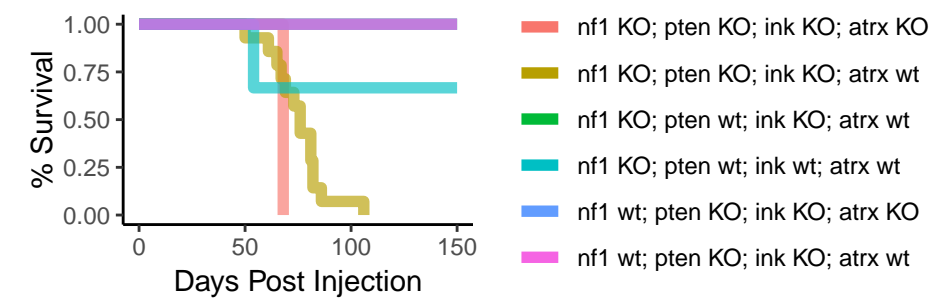 % Survival
1.00
0.75
0.50
0.25
0.00
0
50
100
150
Days Post Injection
nf1 KO; pten KO; ink KO; atrx KO
nf1 KO; pten KO; ink KO; atrx wt
nf1 KO; pten wt; ink KO; atrx wt
nf1 KO; pten wt; ink wt; atrx wt
nf1 wt; pten KO; ink KO; atrx KO
nf1 wt; pten KO; ink KO; atrx wt